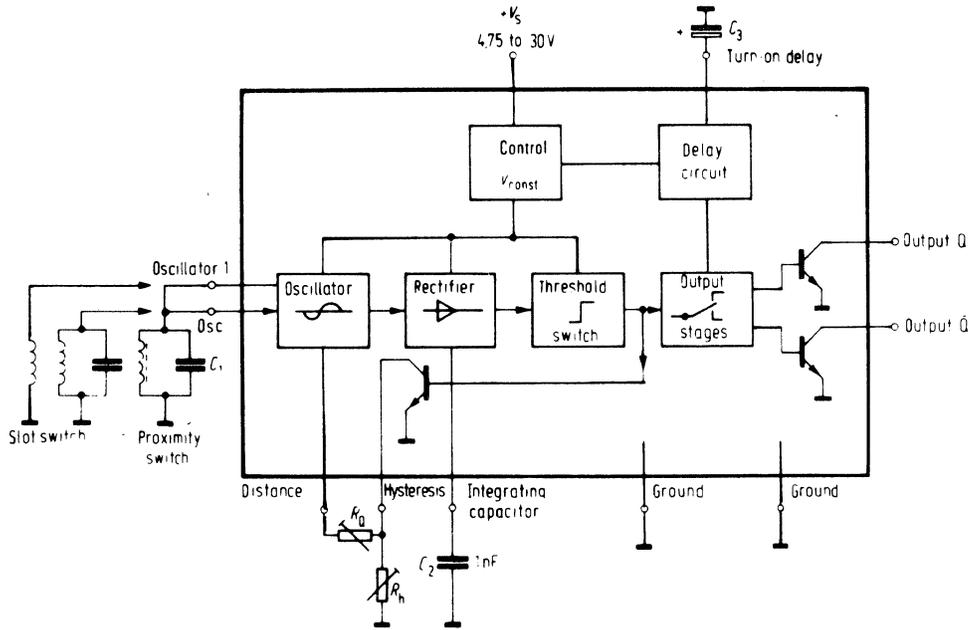 +Vs
4.75 to 30V
+ C3
Turn-on delay
Control
Vconst
Delay
circuit
Oscillator 1
Osc
Oscillator
Rectifier
Threshold
switch
Output
stages
Output Q
Output Q̄
C1
Slot switch
Proximity
switch
Distance
Hysteresis
Integrating
capacitor
Ground
Ground
RQ
Rh
C2
1nF